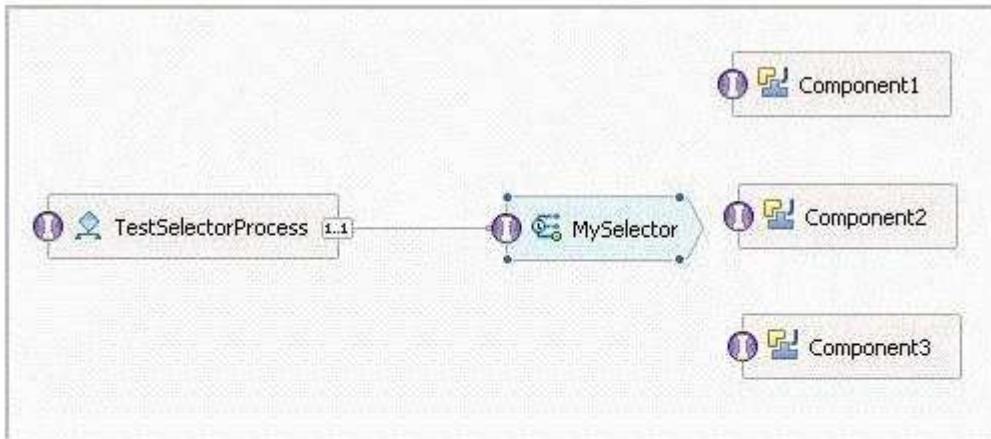 Component1
TestSelectorProcess 1..1
MySelector
Component2
Component3